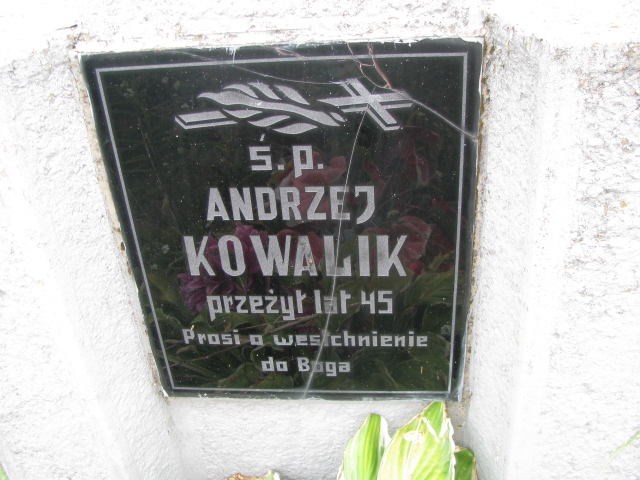 Ś.P.
ANDRZEJ
KOWALIK
przeżył lat 45
Prosi o westchnienie
do Boga